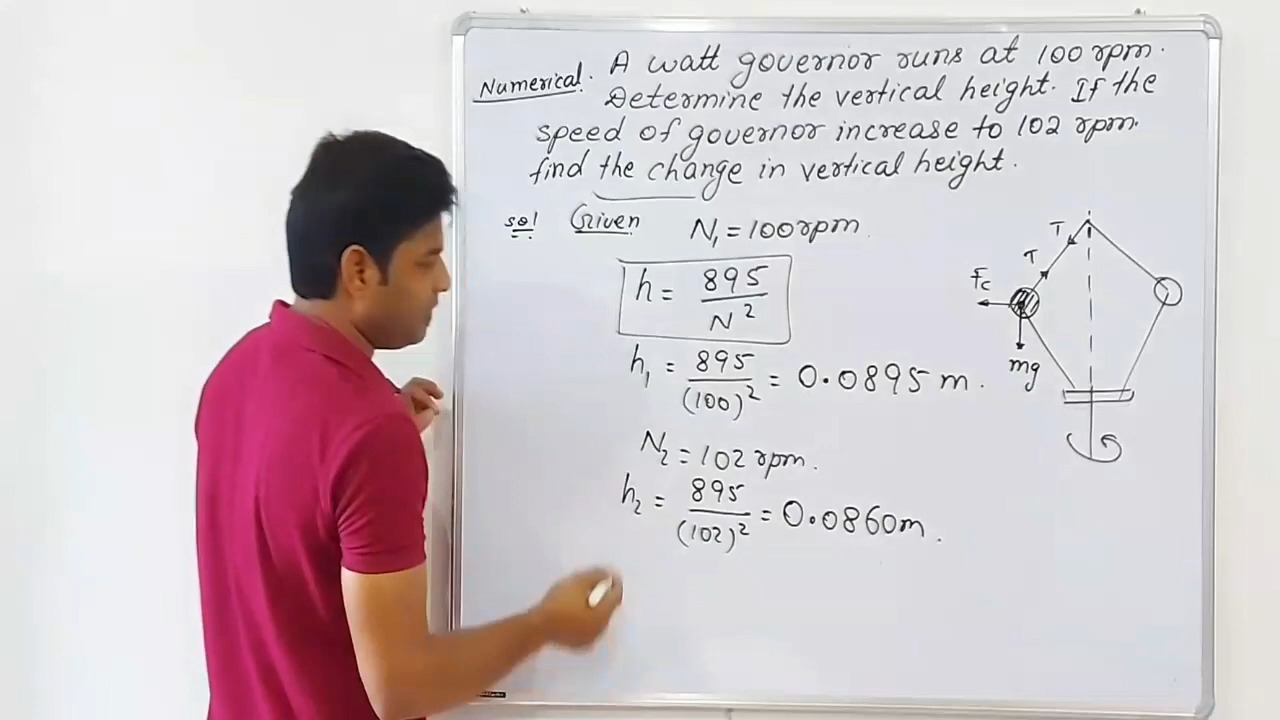 Numerical. A watt governor runs at 100 rpm.
Determine the vertical height. If the
speed of governor increase to 102 rpm.
find the change in vertical height.
sol Given N₁ = 100 rpm.
h = 895/N²
h₁ = 895/(100)² = 0.0895 m.
N₂ = 102 rpm.
h₂ = 895/(102)² = 0.0860 m.
T
T
Fc
mg